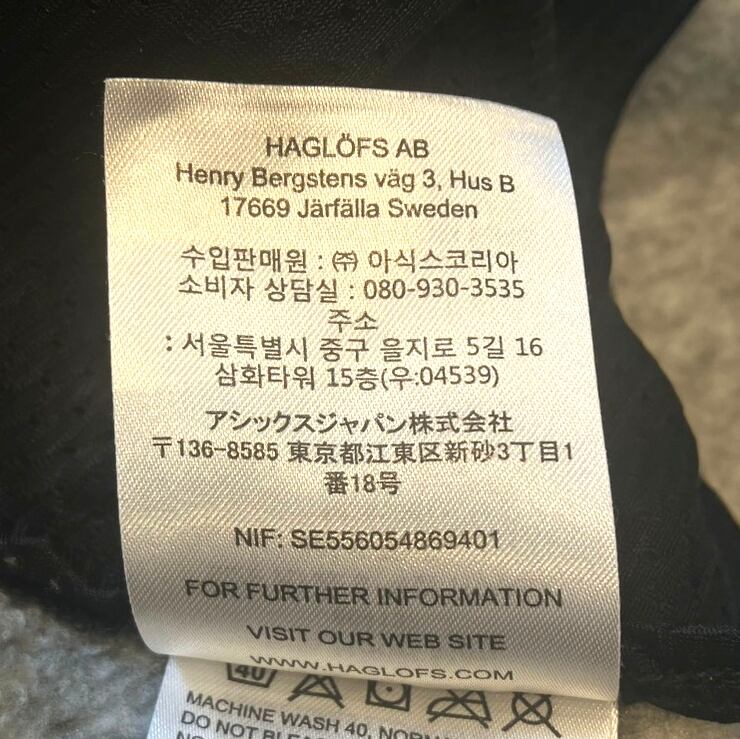 HAGLÖFS AB
Henry Bergstens väg 3, Hus B
17669 Järfälla Sweden
수입판매원 : ㈜ 아식스코리아
소비자 상담실 : 080-930-3535
주소
: 서울특별시 중구 을지로 5길 16
삼화타워 15층(우:04539)
アシックスジャパン株式会社
〒136-8585 東京都江東区新砂3丁目1
番18号
NIF: SE556054869401
FOR FURTHER INFORMATION
VISIT OUR WEB SITE
WWW.HAGLOFS.COM
40
MACHINE WASH 40,
DO NOT